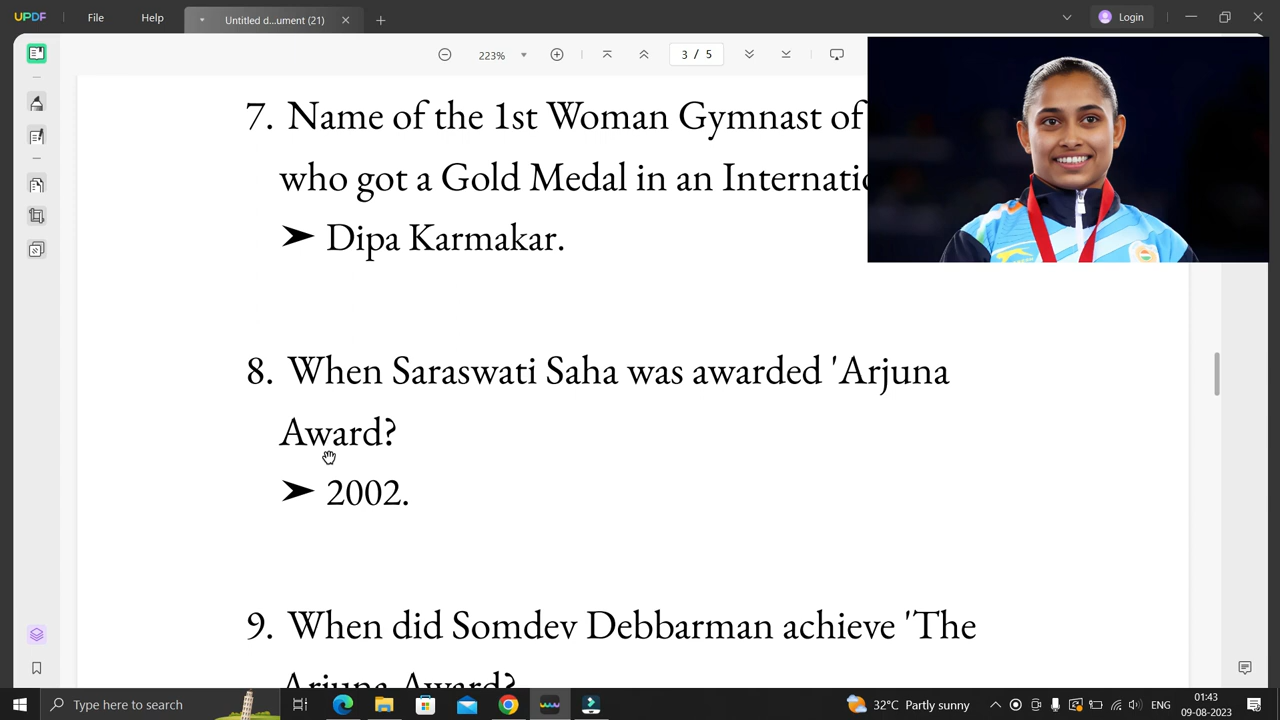 UPDF File Help Untitled d...ument (21) Login
223% 3 / 5
7. Name of the 1st Woman Gymnast of
who got a Gold Medal in an
➤ Dipa Karmakar.
8. When Saraswati Saha was awarded 'Arjuna
Award?
➤ 2002.
9. When did Somdev Debbarman achieve 'The
Arjuna Award?
Type here to search 32°C Partly sunny ENG 01:43
09-08-2023